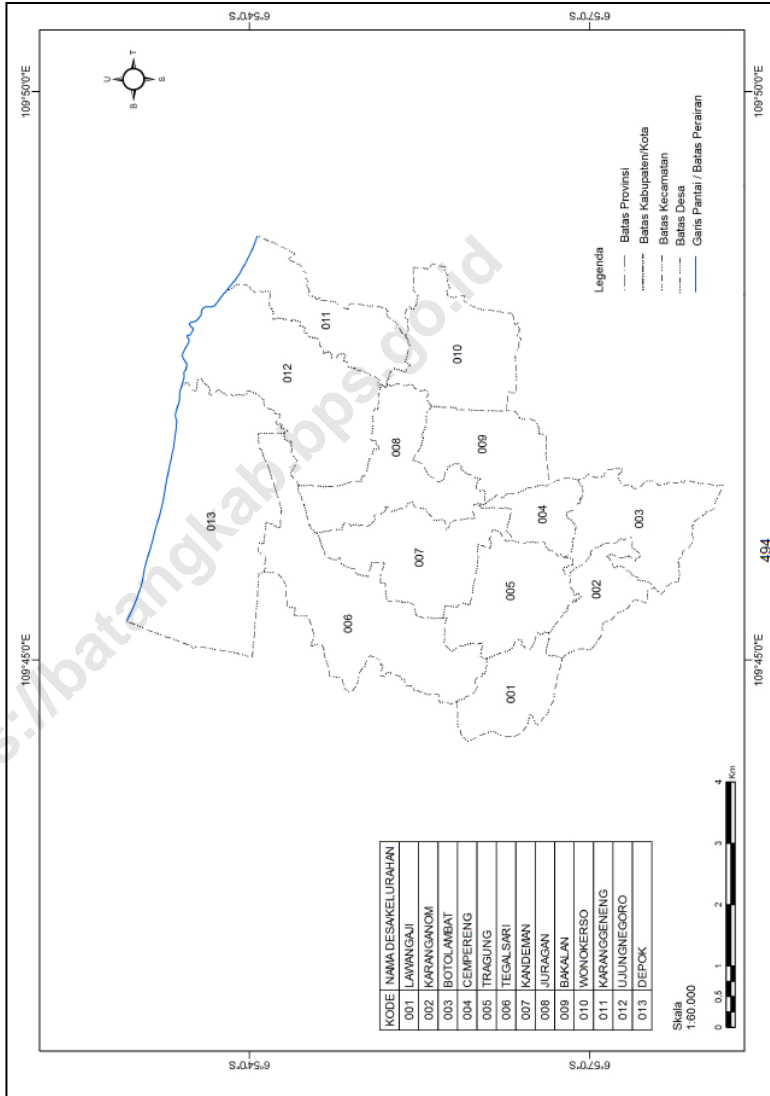 109°45'0"E
109°50'0"E
6°54'0"S
6°54'0"S
6°57'0"S
6°57'0"S
U
B
T
S
013
012
011
006
008
010
007
009
001
005
004
002
003
Legenda
Batas Provinsi
Batas Kabupaten/Kota
Batas Kecamatan
Batas Desa
Garis Pantai / Batas Perairan
KODE NAMA DESA/KELURAHAN
001 LAWANGAJI
002 KARANGANOM
003 BOTOLAMBAT
004 CEMPERENG
005 TRAGUNG
006 TEGALSARI
007 KANDEMAN
008 JURAGAN
009 BAKALAN
010 WONOKERSO
011 KARANGGENENG
012 UJUNGNEGORO
013 DEPOK
Skala
1:60.000
0 0.5 1 2 3 4
Km
109°45'0"E
109°50'0"E
494
s://batangkab.bps.go.id